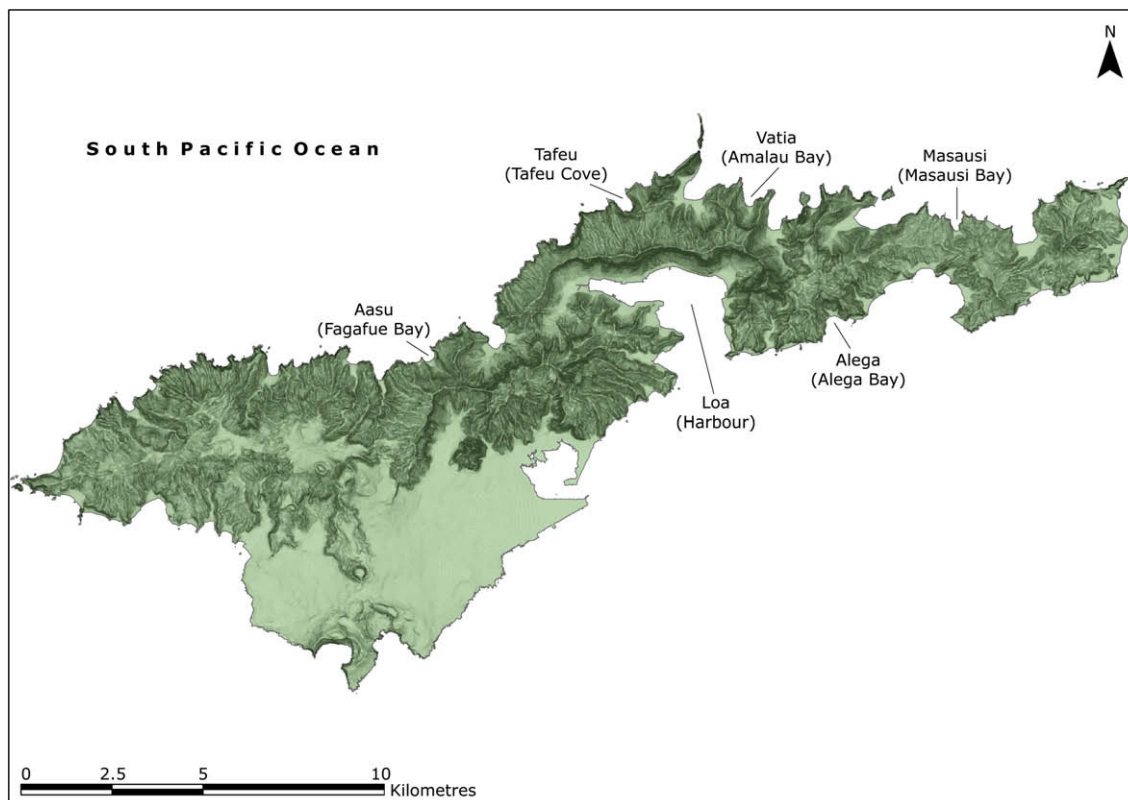 N
South Pacific Ocean
Tafeu
(Tafeu Cove)
Vatia
(Amalau Bay)
Masausi
(Masausi Bay)
Aasu
(Fagafue Bay)
Alega
(Alega Bay)
Loa
(Harbour)
0 2.5 5 10
Kilometres